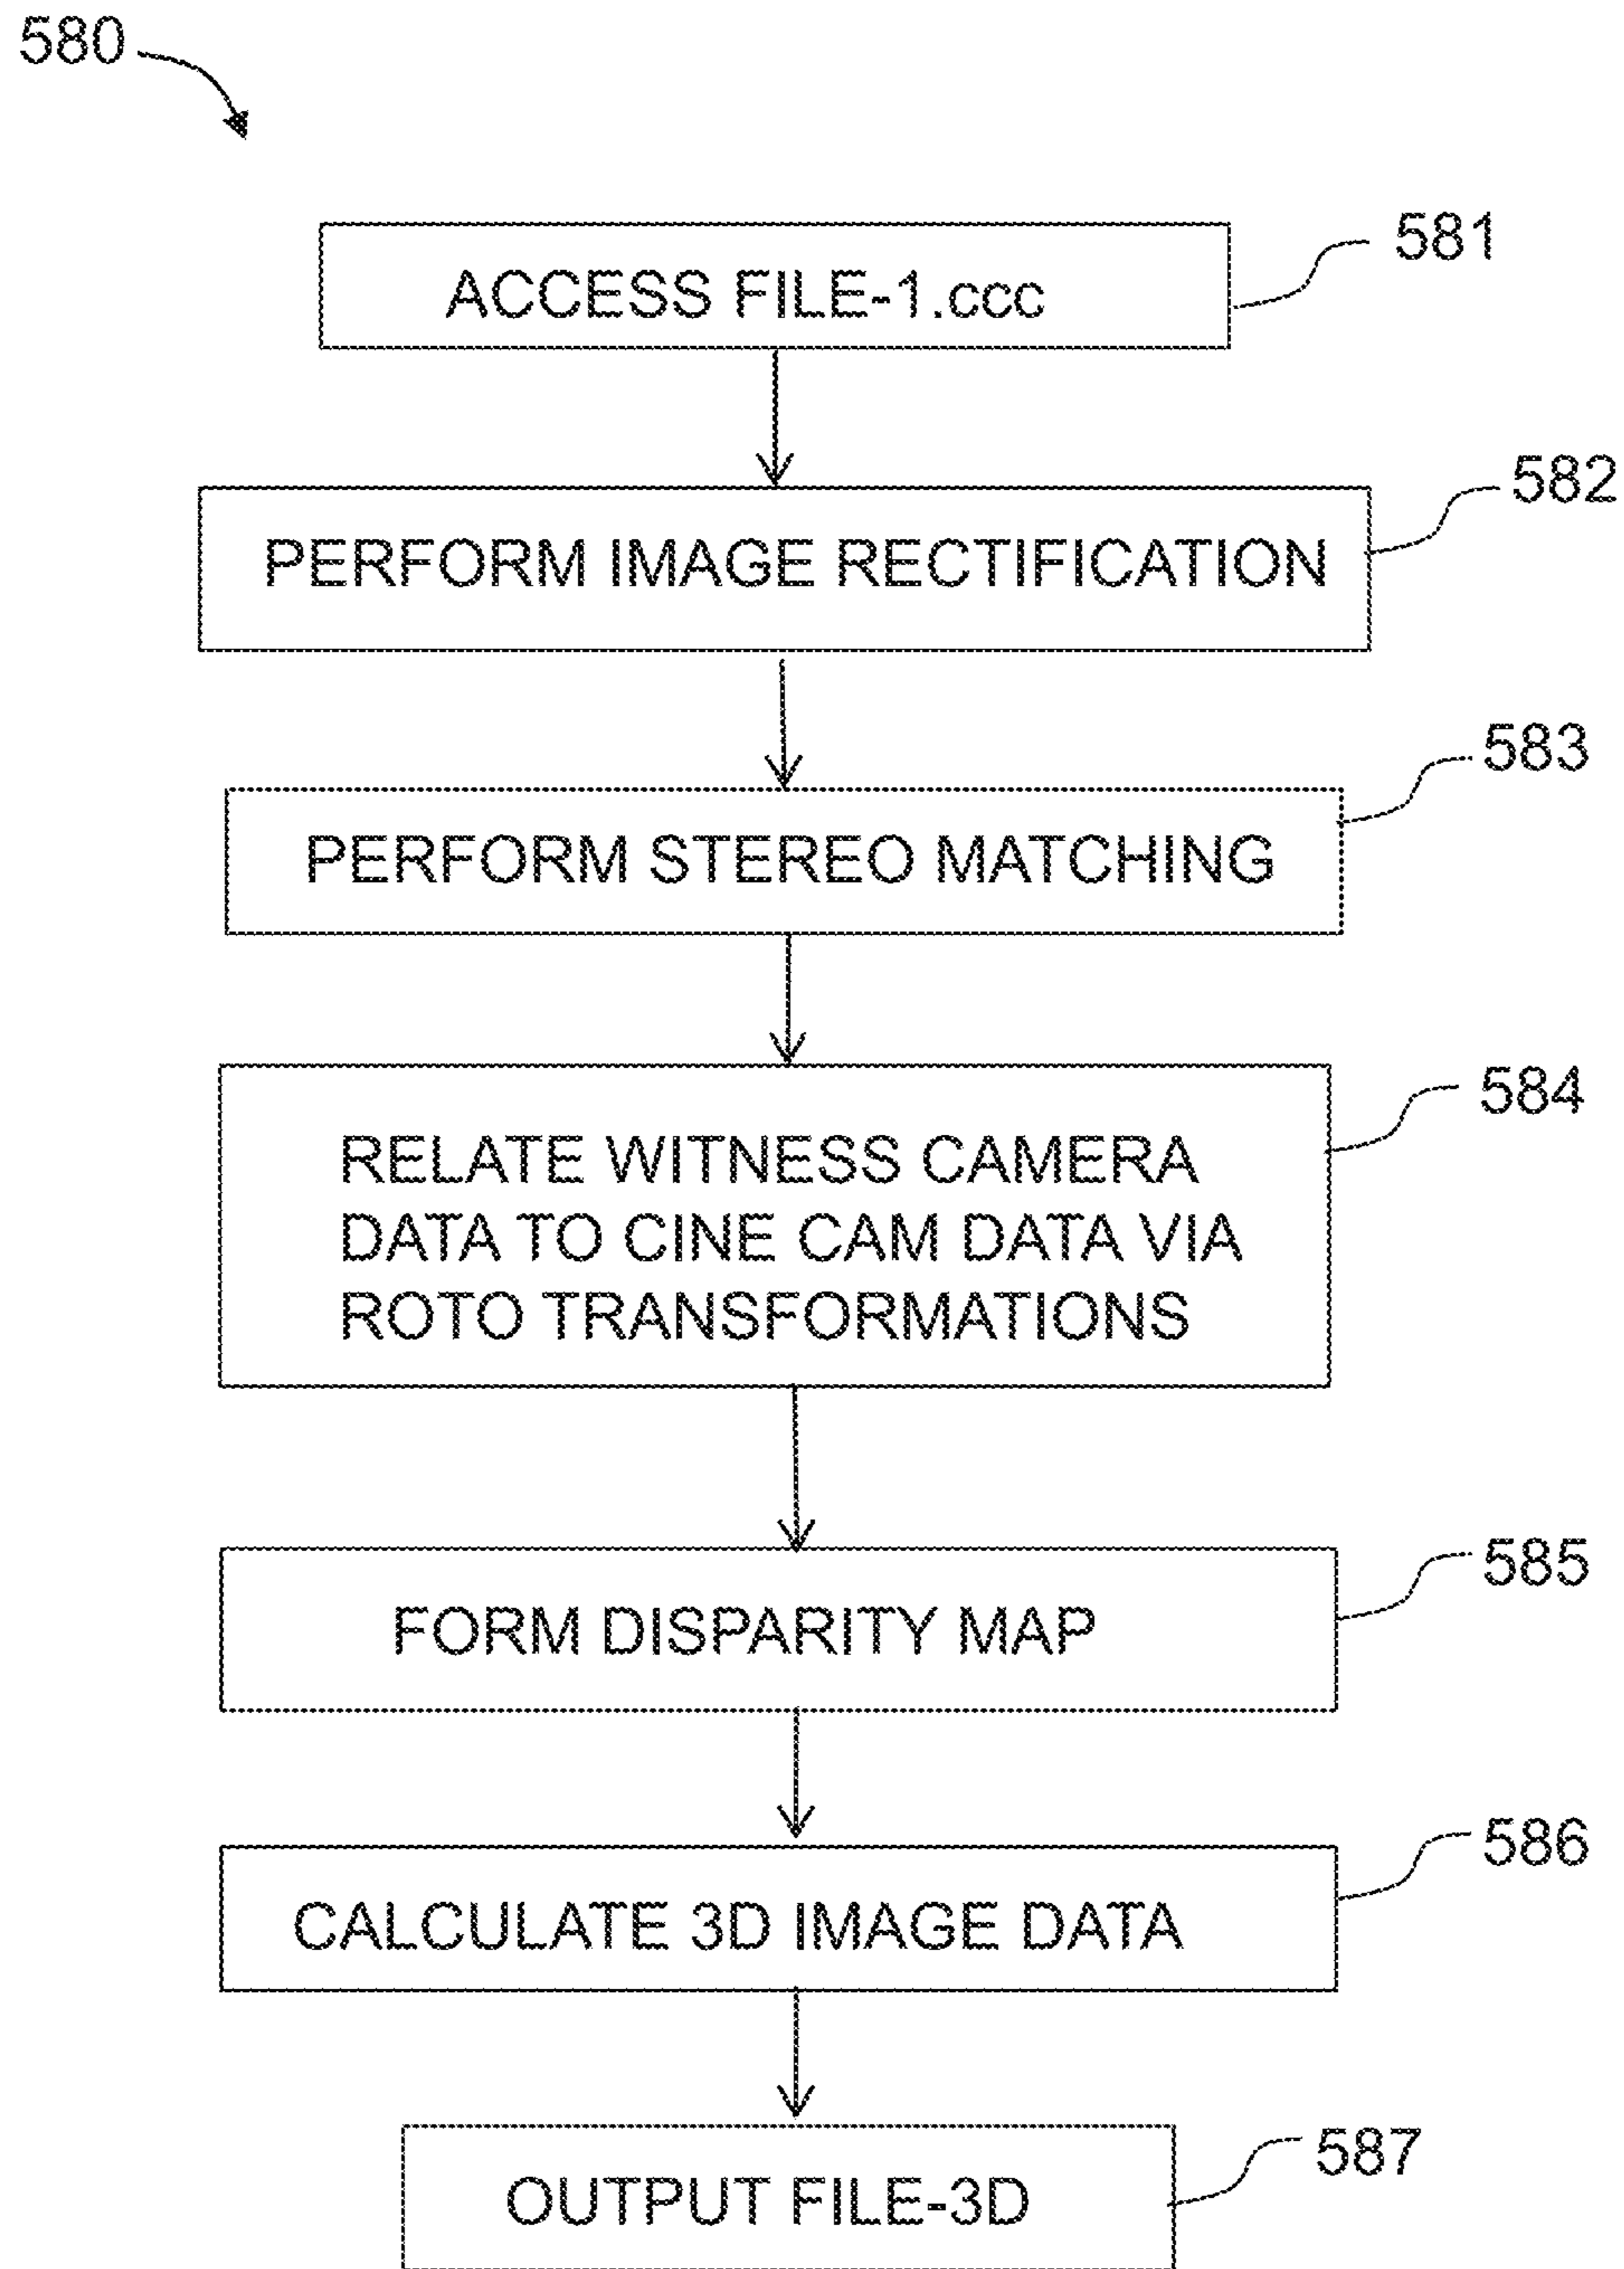 580
ACCESS FILE-1.ccc
581
PERFORM IMAGE RECTIFICATION
582
PERFORM STEREO MATCHING
583
RELATE WITNESS CAMERA
DATA TO CINE CAM DATA VIA
ROTO TRANSFORMATIONS
584
FORM DISPARITY MAP
585
CALCULATE 3D IMAGE DATA
586
OUTPUT FILE-3D
587